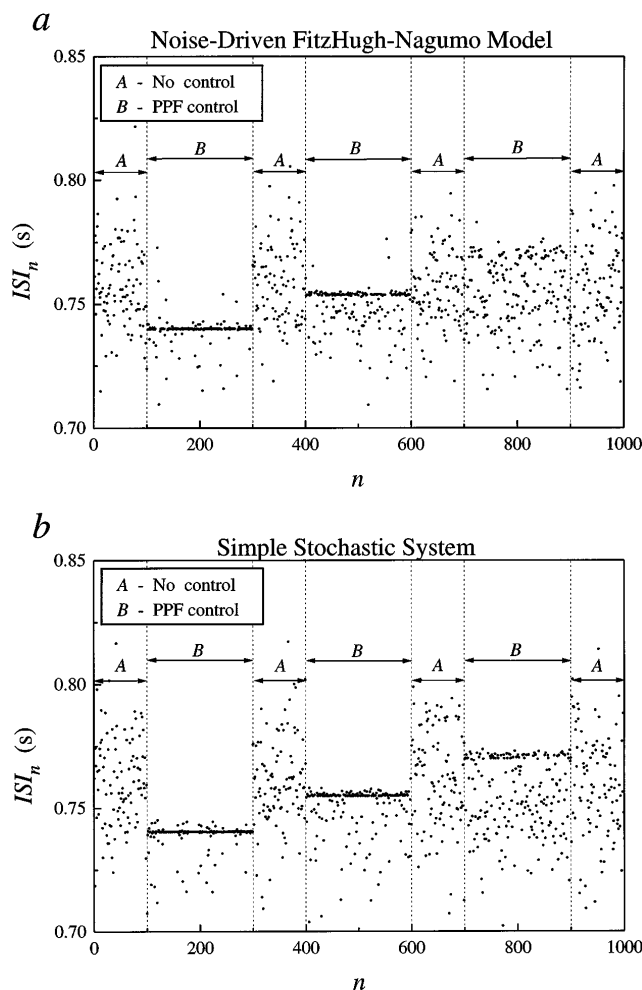 a
Noise-Driven FitzHugh-Nagumo Model
0.85
A - No control
B - PPF control
A B A B A B A
0.80
ISIn (s)
0.75
0.70
0 200 400 600 800 1000
n
b
Simple Stochastic System
0.85
A - No control
B - PPF control
A B A B A B A
0.80
ISIn (s)
0.75
0.70
0 200 400 600 800 1000
n